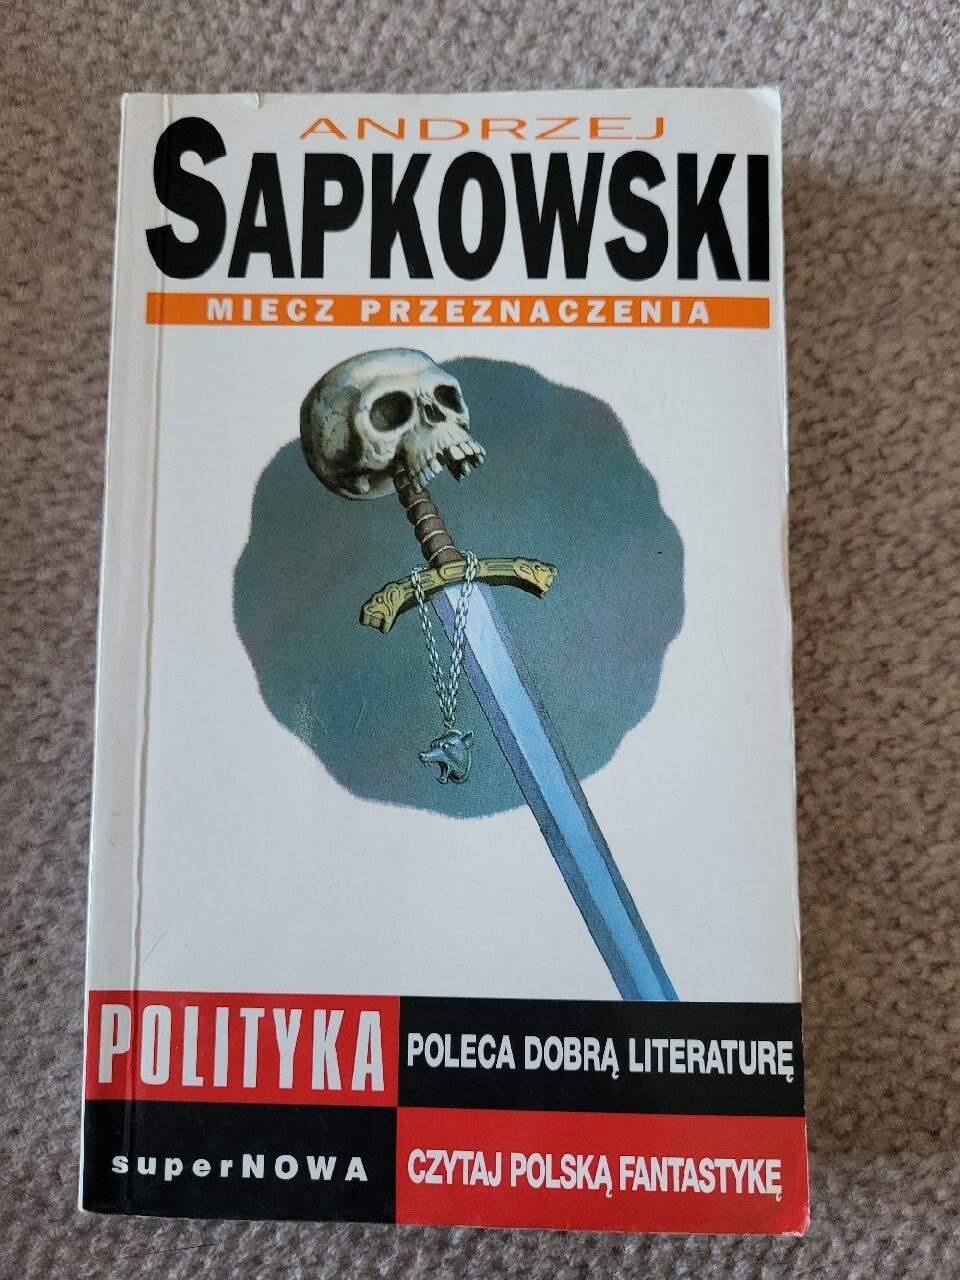 ANDRZEJ
SAPKOWSKI
MIECZ PRZEZNACZENIA
POLITYKA
POLECA DOBRĄ LITERATURĘ
superNOWA
CZYTAJ POLSKĄ FANTASTYKĘ